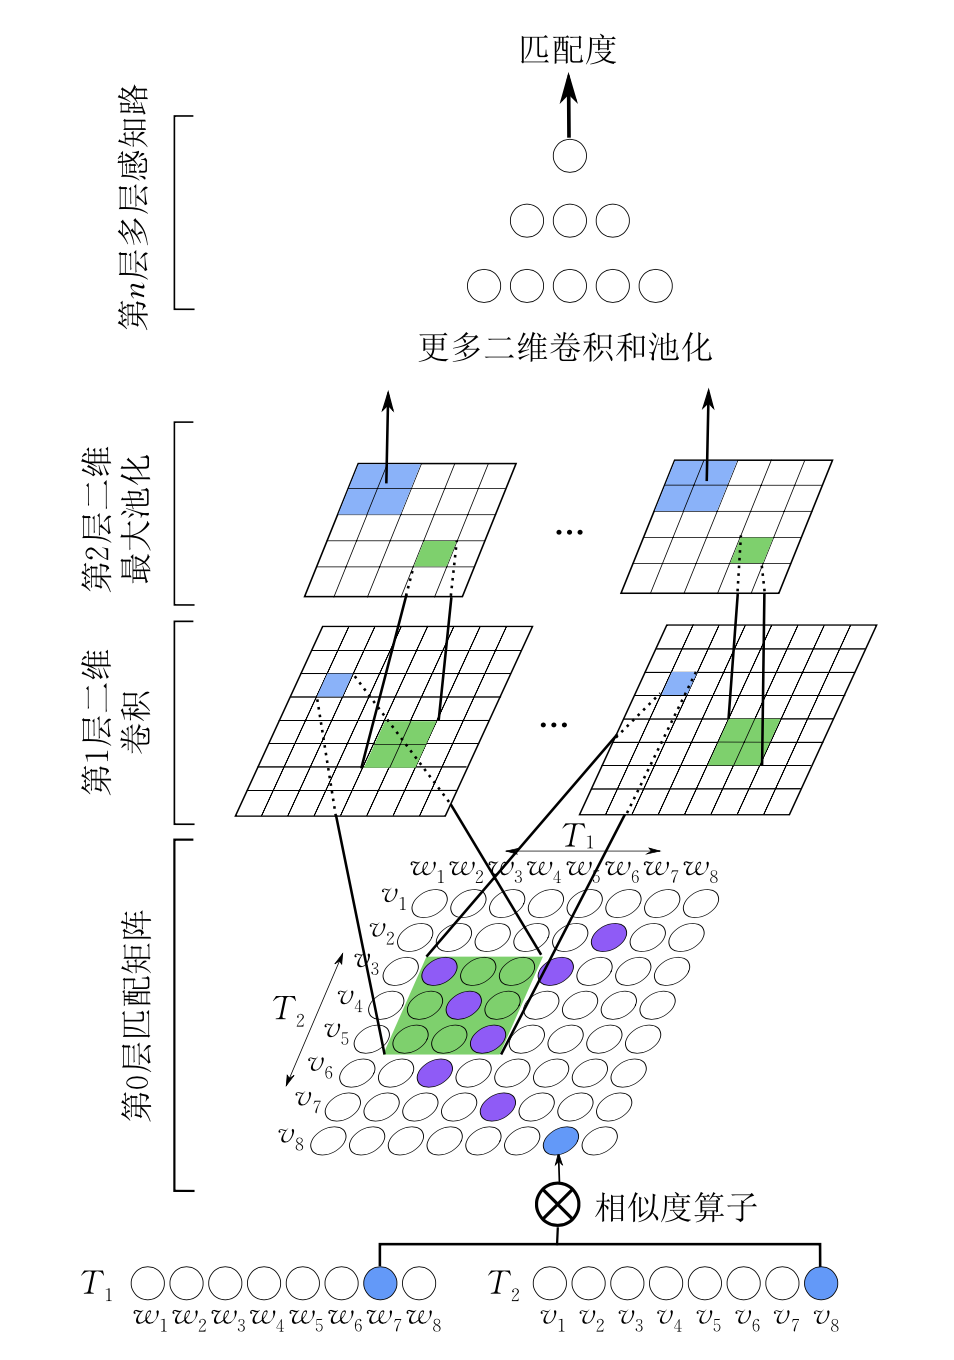 匹配度
第n层多层感知路
更多二维卷积和池化
第2层二维
最大池化
...
...
第1层二维
卷积
...
...
第0层匹配矩阵
T₁
w₁ w₂ w₃ w₄ w₅ w₆ w₇ w₈
v₁
v₂
v₃
v₄
T₂
v₅
v₆
v₇
v₈
相似度算子
T₁
w₁ w₂ w₃ w₄ w₅ w₆ w₇ w₈
T₂
v₁ v₂ v₃ v₄ v₅ v₆ v₇ v₈